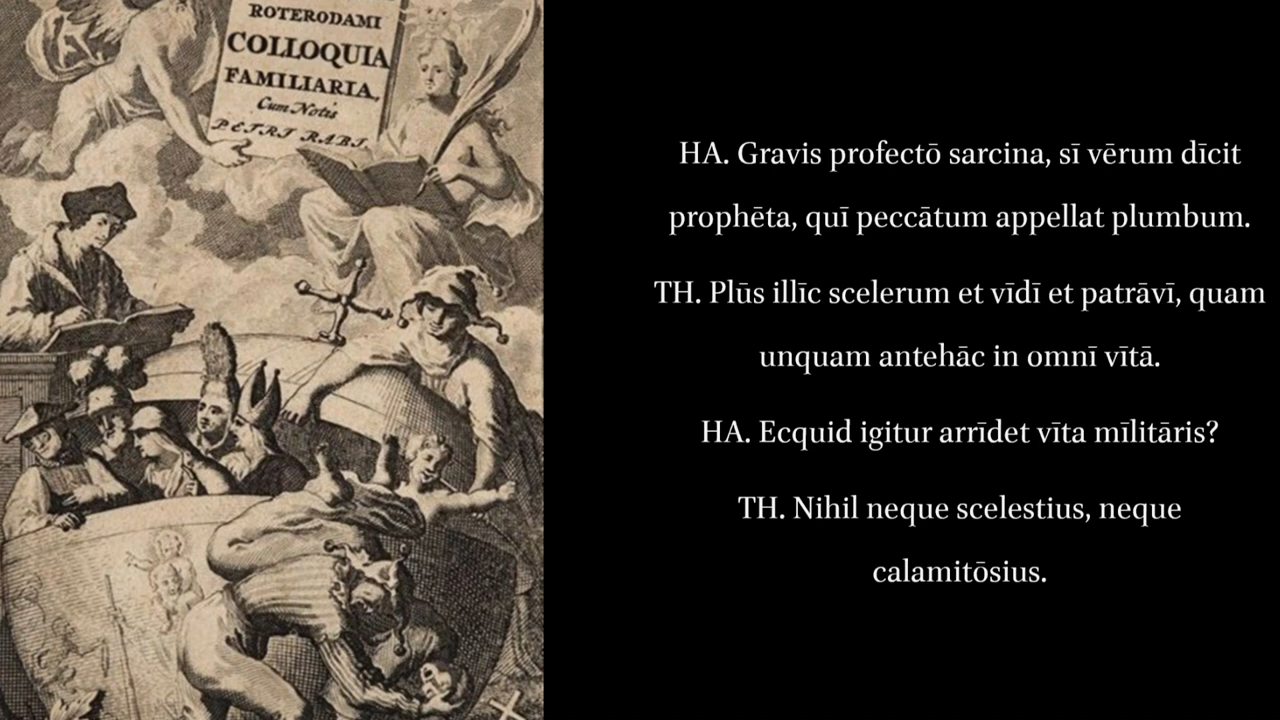 ROTERODAMI
COLLOQUIA
FAMILIARIA,
Cum Notis
PETRI RABI.
HA. Gravis profectō sarcina, sī vērum dīcit
prophēta, quī peccātum appellat plumbum.
TH. Plūs illīc scelerum et vīdī et patrāvī, quam
unquam antehāc in omnī vītā.
HA. Ecquid igitur arrīdet vīta mīlitāris?
TH. Nihil neque scelestius, neque
calamitōsius.